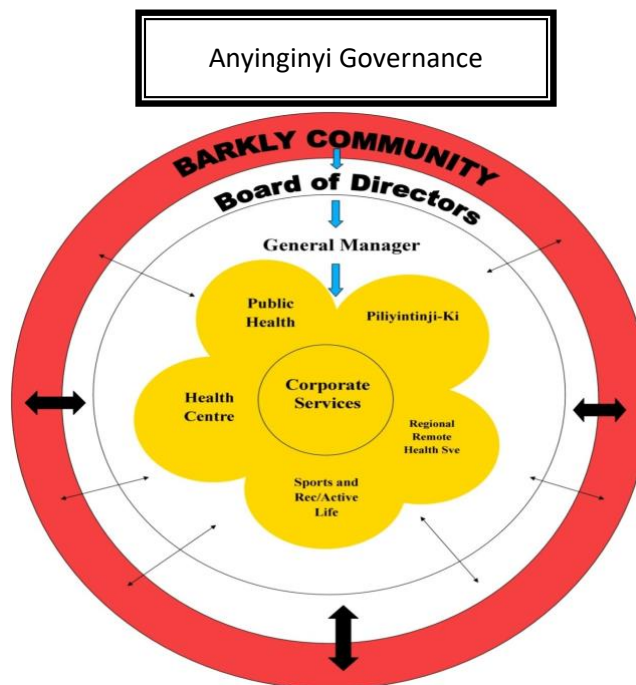 Anyinginyi Governance
BARKLY COMMUNITY
Board of Directors
General Manager
Public
Health
Piliyintinji-Ki
Health
Centre
Corporate
Services
Regional
Remote
Health Sve
Sports and
Rec/Active
Life